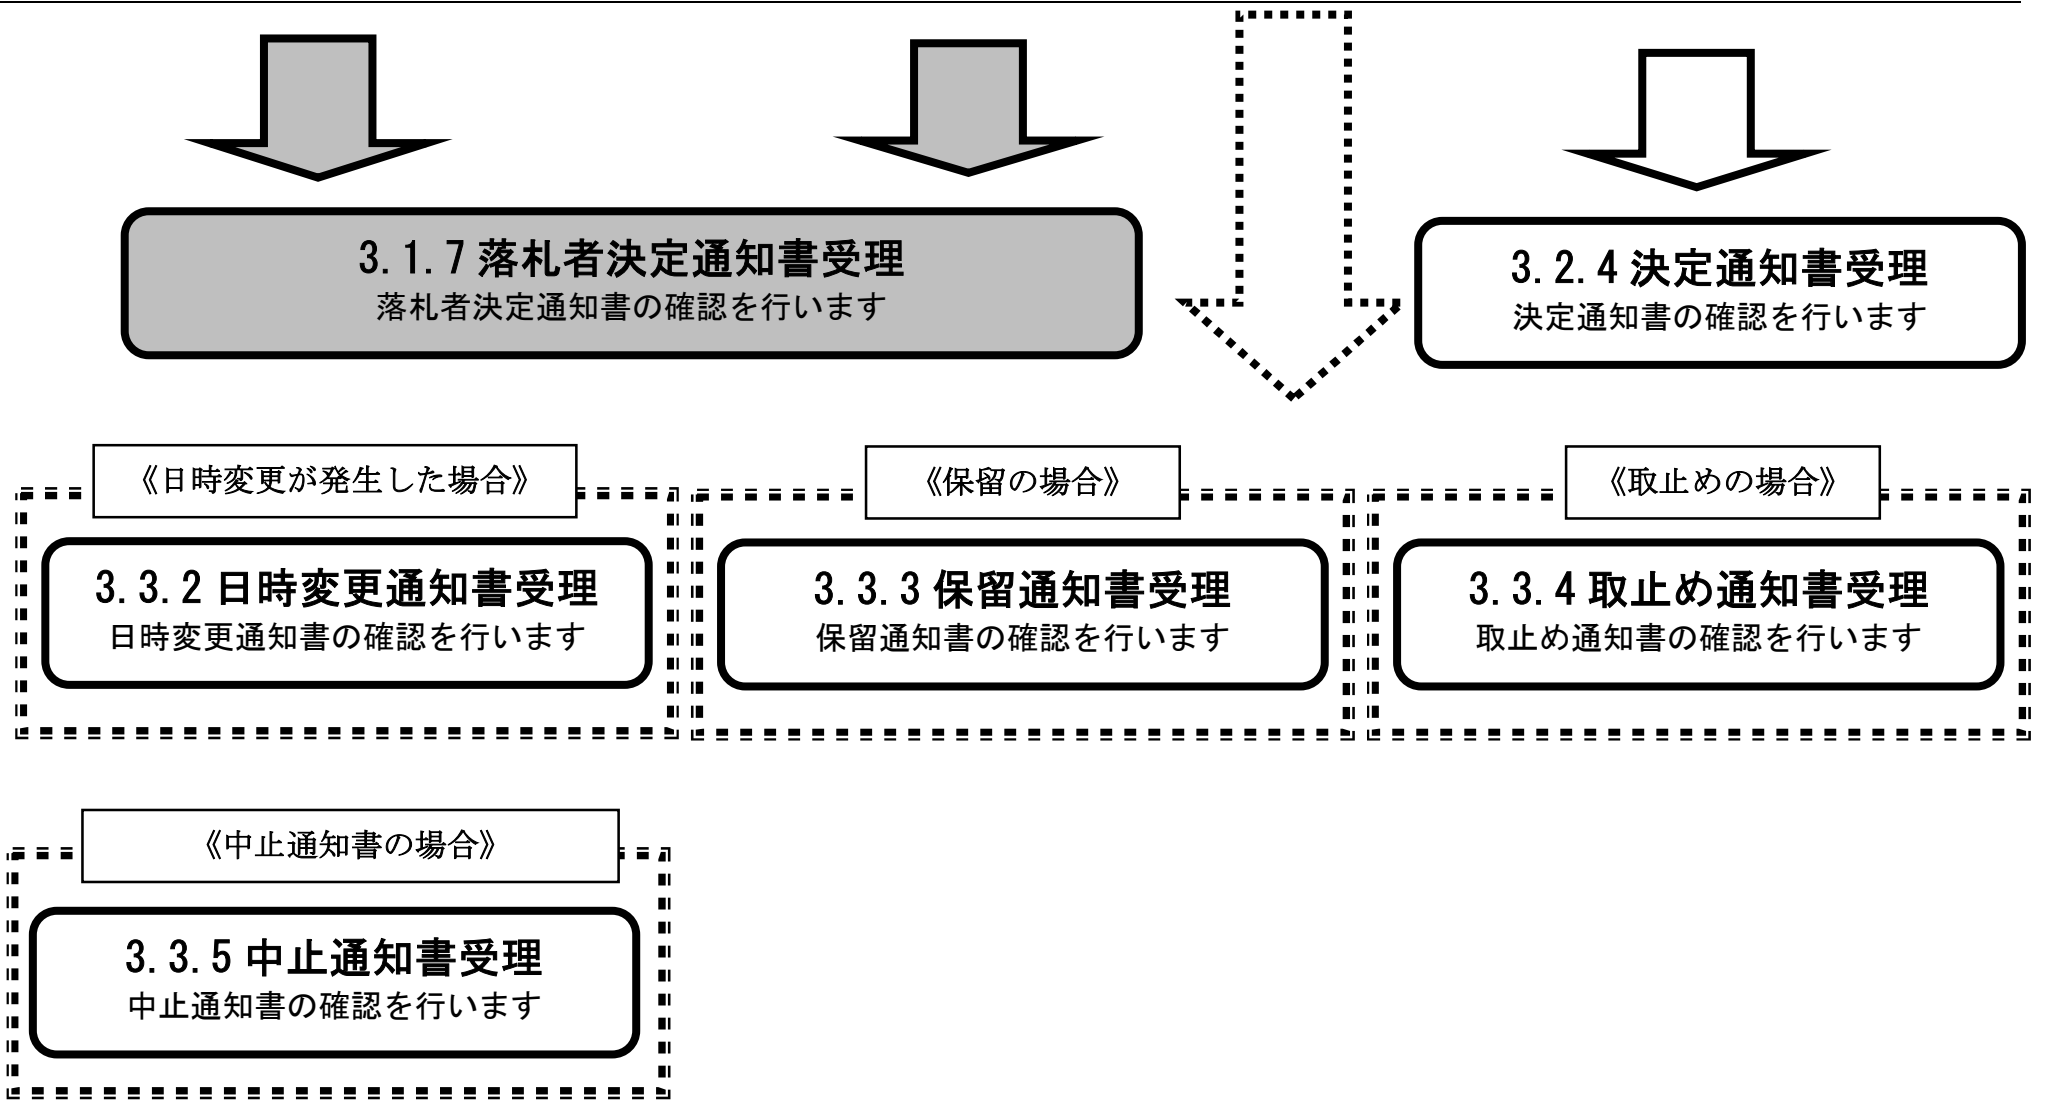 3.1.7 落札者決定通知書受理
落札者決定通知書の確認を行います
3.2.4 決定通知書受理
決定通知書の確認を行います
《日時変更が発生した場合》
3.3.2 日時変更通知書受理
日時変更通知書の確認を行います
《保留の場合》
3.3.3 保留通知書受理
保留通知書の確認を行います
《取止めの場合》
3.3.4 取止め通知書受理
取止め通知書の確認を行います
《中止通知書の場合》
3.3.5 中止通知書受理
中止通知書の確認を行います